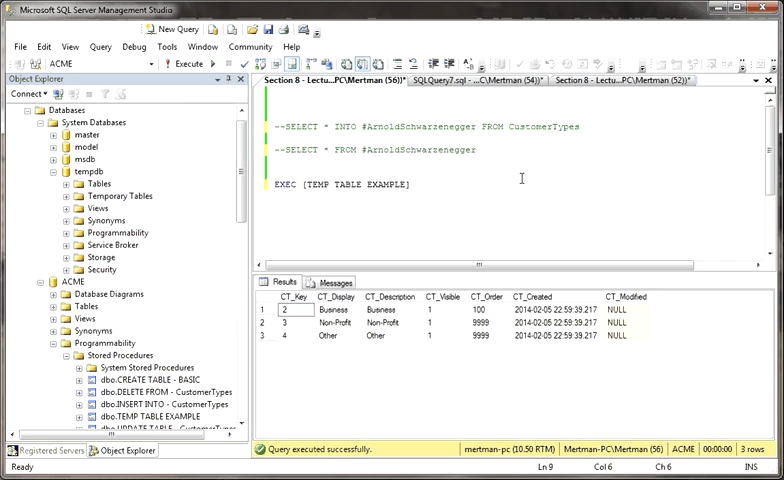 Microsoft SQL Server Management Studio
New Query
File Edit View Query Debug Tools Window Community Help
ACME Execute
Object Explorer
Connect
Databases
System Databases
master
model
msdb
tempdb
Tables
Temporary Tables
Views
Synonyms
Programmability
Service Broker
Storage
Security
ACME
Database Diagrams
Tables
Views
Synonyms
Programmability
Stored Procedures
System Stored Procedures
dbo.CREATE TABLE - BASIC
dbo.DELETE FROM - CustomerTypes
dbo.INSERT INTO - CustomerTypes
dbo.TEMP TABLE EXAMPLE
dbo.UPDATE TABLE - CustomerTypes
Registered Servers Object Explorer
Section 8 - Lectu...PC\Mertman (56))* SQLQuery7.sql - ...C\Mertman (54))* Section 8 - Lectu...PC\Mertman (52))*
--SELECT * INTO #ArnoldSchwarzenegger FROM CustomerTypes
--SELECT * FROM #ArnoldSchwarzenegger
EXEC [TEMP TABLE EXAMPLE]
Results Messages
CT_Key CT_Display CT_Description CT_Visible CT_Order CT_Created CT_Modified
1 2 Business Business 1 100 2014-02-05 22:59:39.217 NULL
2 3 Non-Profit Non-Profit 1 9999 2014-02-05 22:59:39.217 NULL
3 4 Other Other 1 9999 2014-02-05 22:59:39.217 NULL
Query executed successfully. mertman-pc (10.50 RTM) Mertman-PC\Mertman (56) ACME 00:00:00 3 rows
Ready Ln 9 Col 6 Ch 6 INS